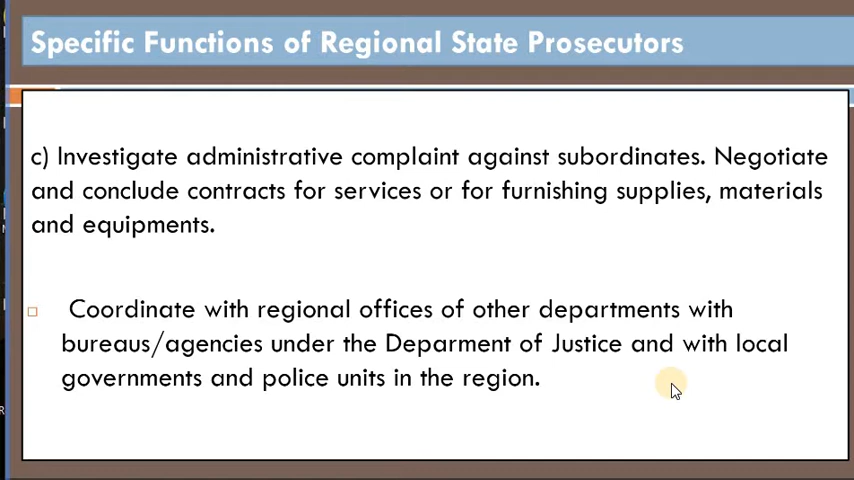 Specific Functions of Regional State Prosecutors
c) Investigate administrative complaint against subordinates. Negotiate
and conclude contracts for services or for furnishing supplies, materials
and equipments.
Coordinate with regional offices of other departments with
bureaus/agencies under the Deparment of Justice and with local
governments and police units in the region.